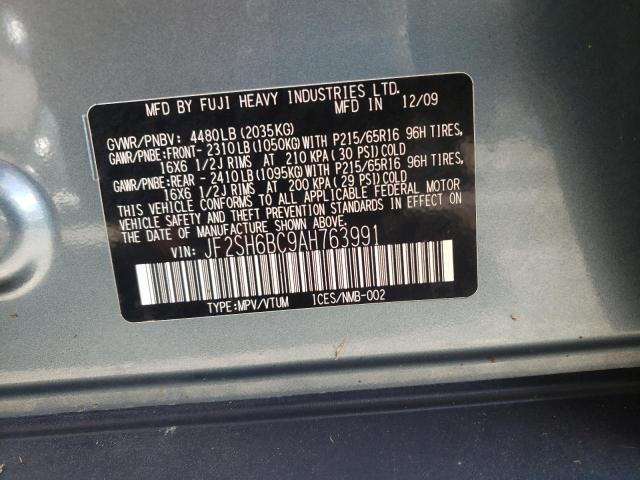 MFD BY FUJI HEAVY INDUSTRIES LTD.
MFD IN 12/09
GVWR/PNBV: 4480LB(2035KG)
GAWR/PNBE:FRONT- 2310LB(1050KG)WITH P215/65R16 96H TIRES,
16X6 1/2J RIMS AT 210 KPA(30 PSI)COLD
GAWR/PNBE:REAR - 2410LB(1095KG)WITH P215/65R16 96H TIRES,
16X6 1/2J RIMS AT 200 KPA(29 PSI)COLD
THIS VEHICLE CONFORMS TO ALL APPLICABLE FEDERAL MOTOR
VEHICLE SAFETY AND THEFT PREVENTION STANDARDS IN EFFECT ON
THE DATE OF MANUFACTURE SHOWN ABOVE.
VIN: JF2SH6BC9AH763991
TYPE:MPV/VTUM ICES/NMB-002